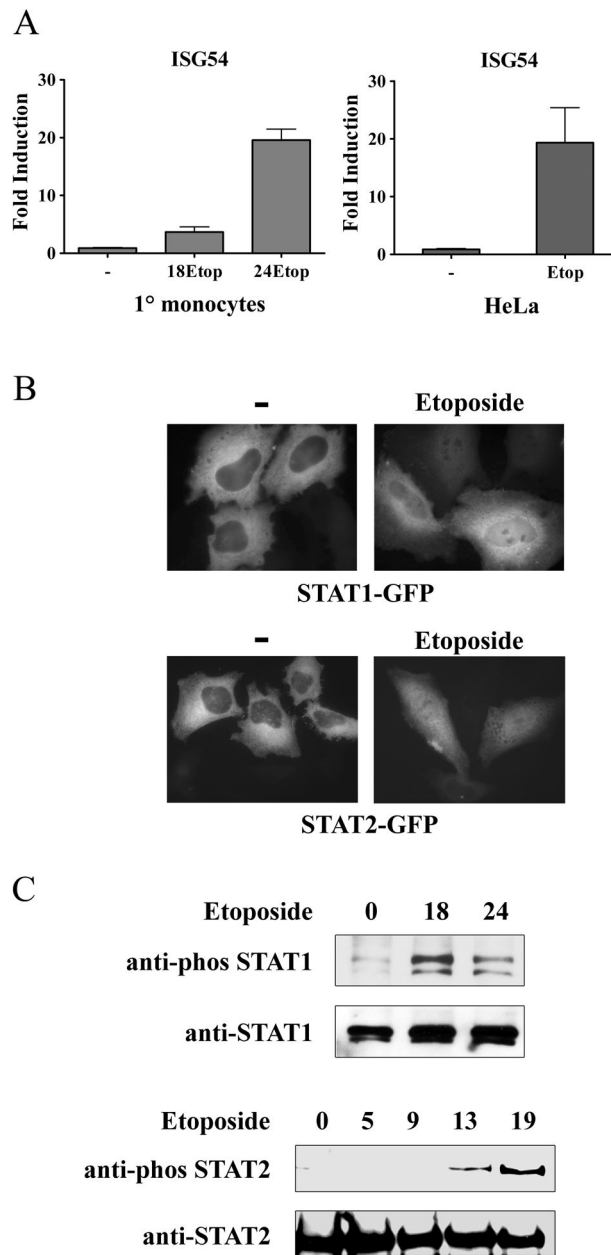 A
ISG54
Fold Induction
30
20
10
0
- 18Etop 24Etop
1° monocytes
ISG54
Fold Induction
30
20
10
0
- Etop
HeLa
B
- Etoposide
STAT1-GFP
- Etoposide
STAT2-GFP
C
Etoposide 0 18 24
anti-phos STAT1
anti-STAT1
Etoposide 0 5 9 13 19
anti-phos STAT2
anti-STAT2